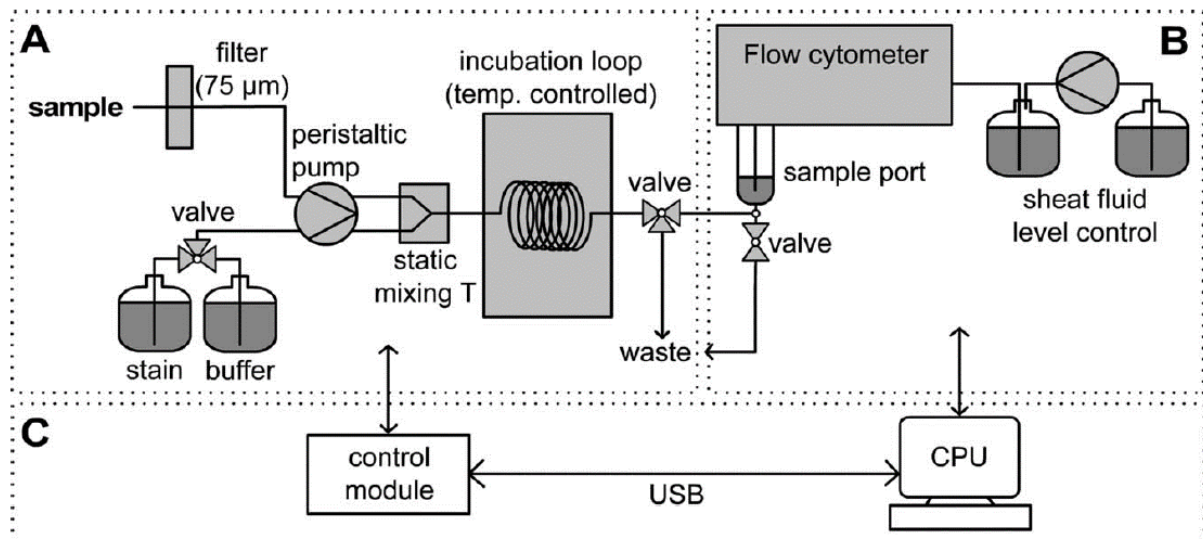 A
filter
(75 µm)
sample
peristaltic
pump
valve
stain
buffer
static
mixing T
incubation loop
(temp. controlled)
valve
waste
B
Flow cytometer
sample port
valve
sheat fluid
level control
C
control
module
USB
CPU